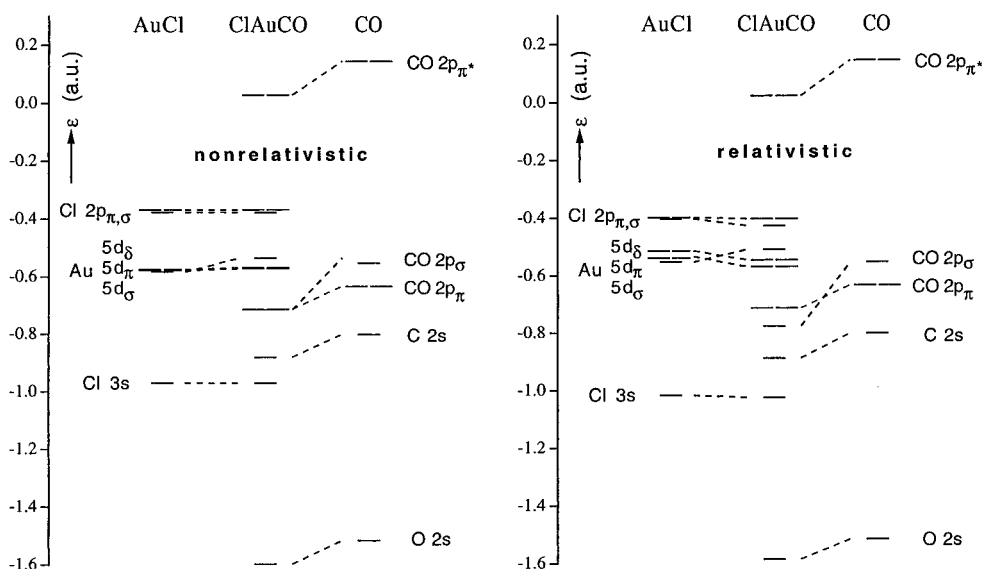 AuCl ClAuCO CO
0.2
0.0
-0.2
-0.4
-0.6
-0.8
-1.0
-1.2
-1.4
-1.6
ε (a.u.)
nonrelativistic
CO 2pπ*
Cl 2pπ,σ
5dδ
Au 5dπ
5dσ
CO 2pσ
CO 2pπ
C 2s
Cl 3s
O 2s
AuCl ClAuCO CO
0.2
0.0
-0.2
-0.4
-0.6
-0.8
-1.0
-1.2
-1.4
-1.6
ε (a.u.)
relativistic
CO 2pπ*
Cl 2pπ,σ
5dδ
Au 5dπ
5dσ
CO 2pσ
CO 2pπ
C 2s
Cl 3s
O 2s